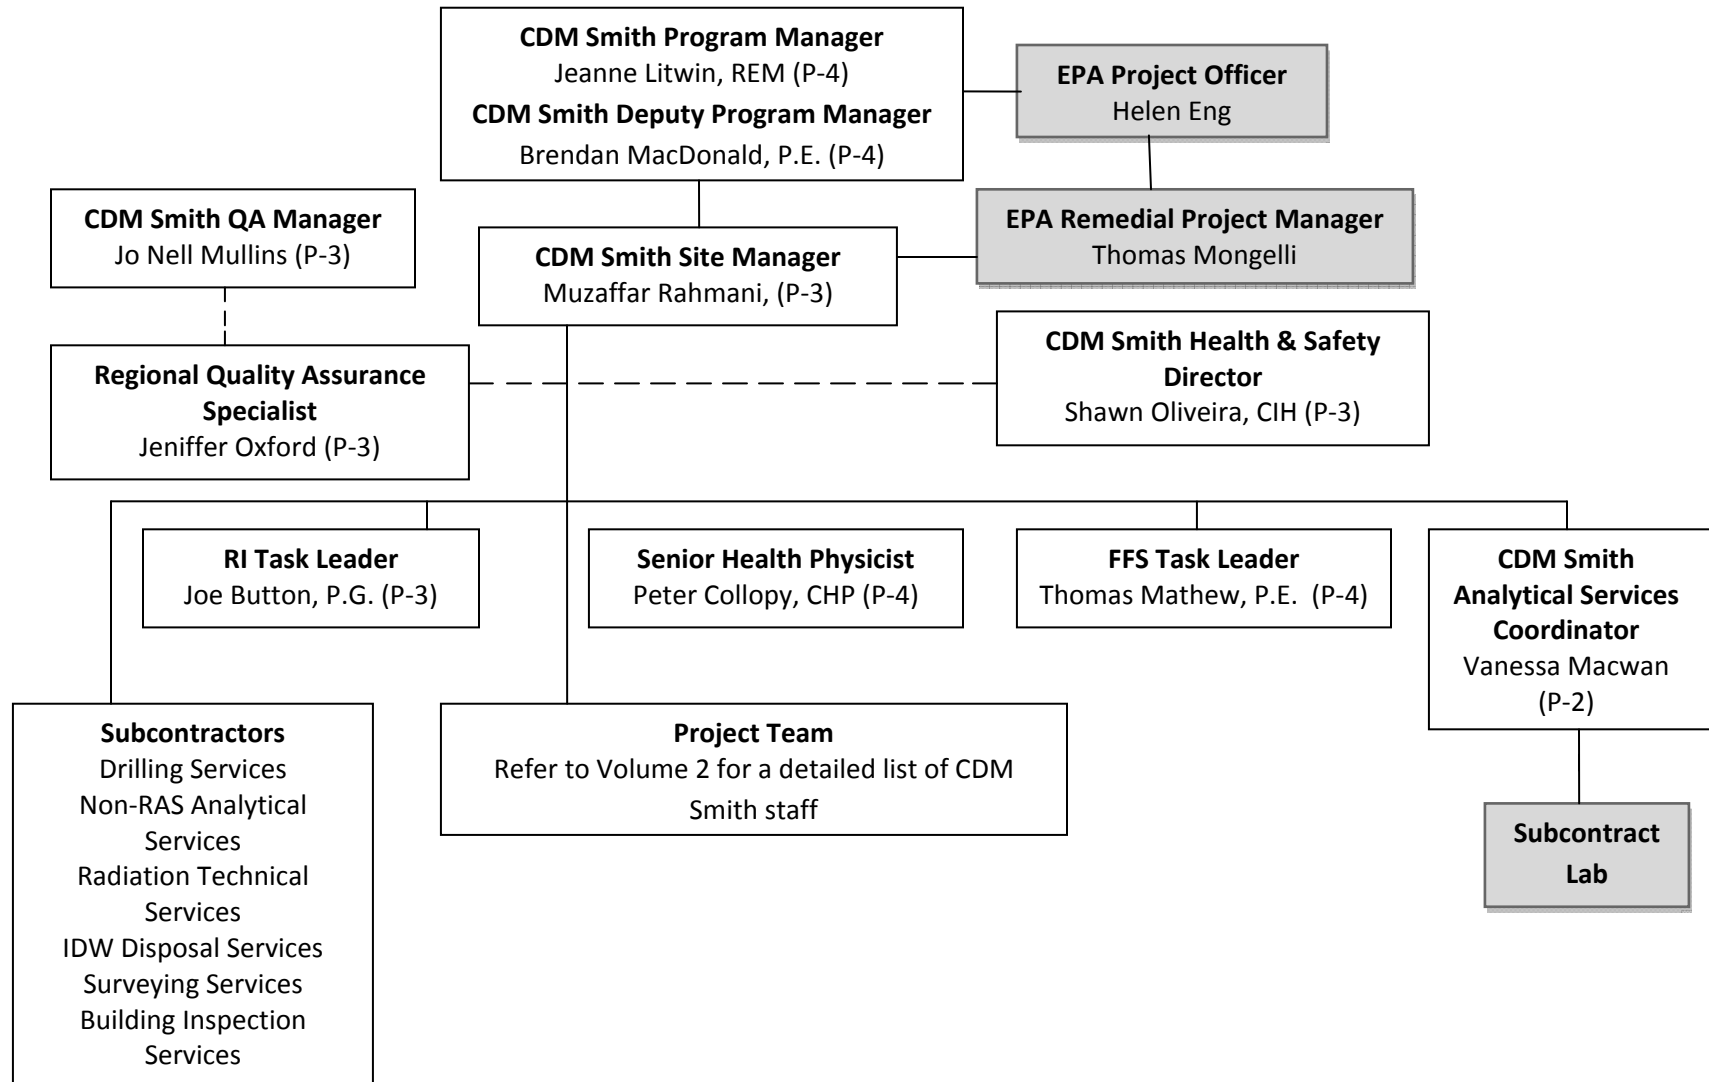 CDM Smith Program Manager
Jeanne Litwin, REM (P-4)
CDM Smith Deputy Program Manager
Brendan MacDonald, P.E. (P-4)
EPA Project Officer
Helen Eng
CDM Smith QA Manager
Jo Nell Mullins (P-3)
CDM Smith Site Manager
Muzaffar Rahmani, (P-3)
EPA Remedial Project Manager
Thomas Mongelli
Regional Quality Assurance
Specialist
Jeniffer Oxford (P-3)
CDM Smith Health & Safety
Director
Shawn Oliveira, CIH (P-3)
RI Task Leader
Joe Button, P.G. (P-3)
Senior Health Physicist
Peter Collopy, CHP (P-4)
FFS Task Leader
Thomas Mathew, P.E. (P-4)
CDM Smith
Analytical Services
Coordinator
Vanessa Macwan
(P-2)
Subcontractors
Drilling Services
Non-RAS Analytical
Services
Radiation Technical
Services
IDW Disposal Services
Surveying Services
Building Inspection
Services
Project Team
Refer to Volume 2 for a detailed list of CDM
Smith staff
Subcontract
Lab